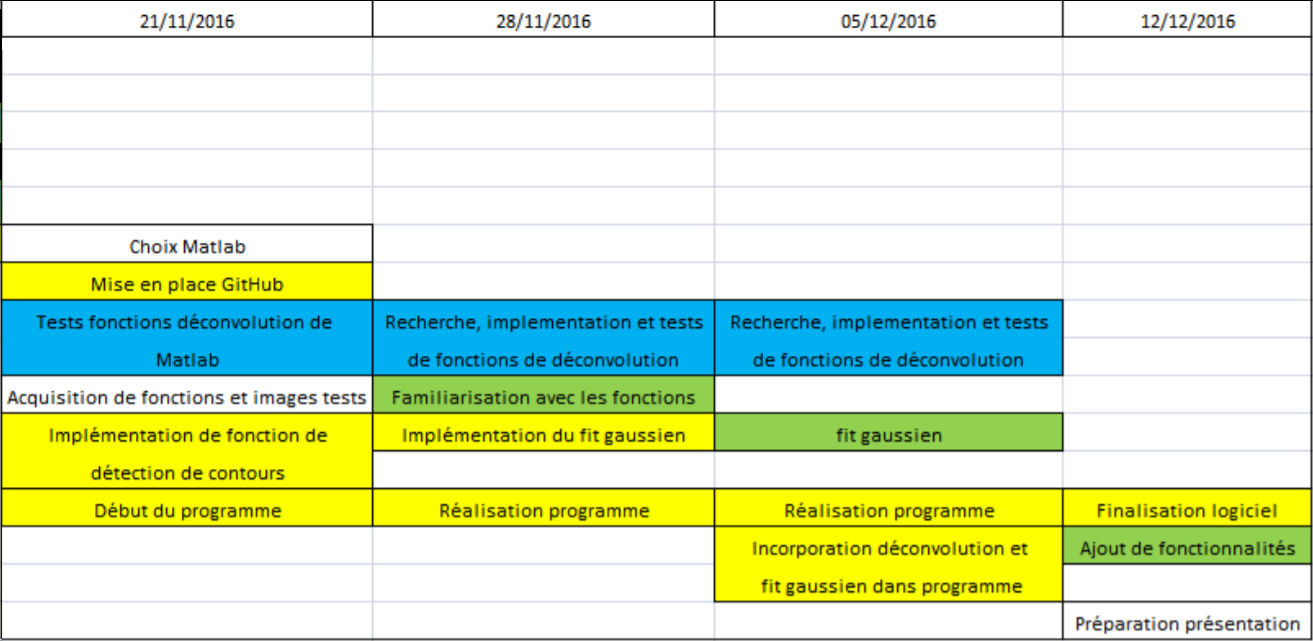 21/11/2016 28/11/2016 05/12/2016 12/12/2016
Choix Matlab
Mise en place GitHub
Tests fonctions déconvolution de Recherche, implementation et tests Recherche, implementation et tests
Matlab de fonctions de déconvolution de fonctions de déconvolution
Acquisition de fonctions et images tests Familiarisation avec les fonctions
Implémentation de fonction de Implémentation du fit gaussien fit gaussien
détection de contours
Début du programme Réalisation programme Réalisation programme Finalisation logiciel
Incorporation déconvolution et Ajout de fonctionnalités
fit gaussien dans programme
Préparation présentation